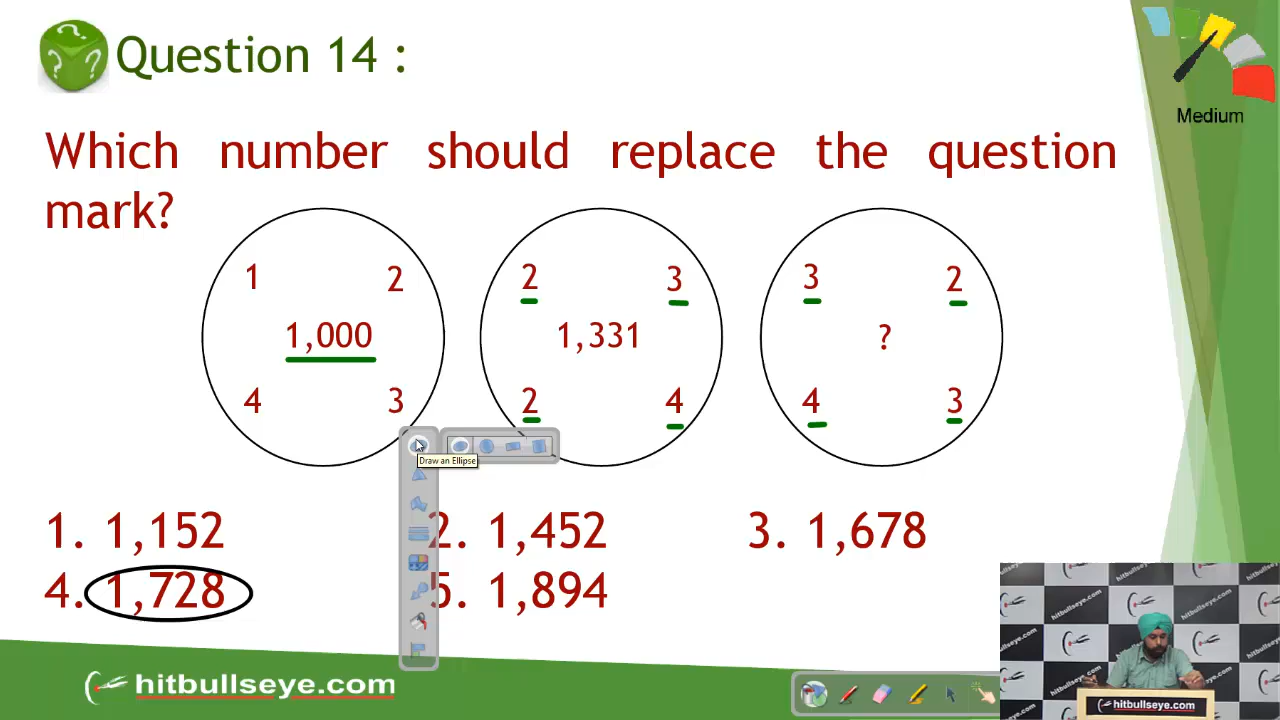 Question 14 :
Medium
Which number should replace the question
mark?
1 2 2 3 3 2
1,000 1,331 ?
4 3 2 4 4 3
Draw an Ellipse
1. 1,152 2. 1,452 3. 1,678
4. 1,728 5. 1,894
hitbullseye.com
hitbullseye.com